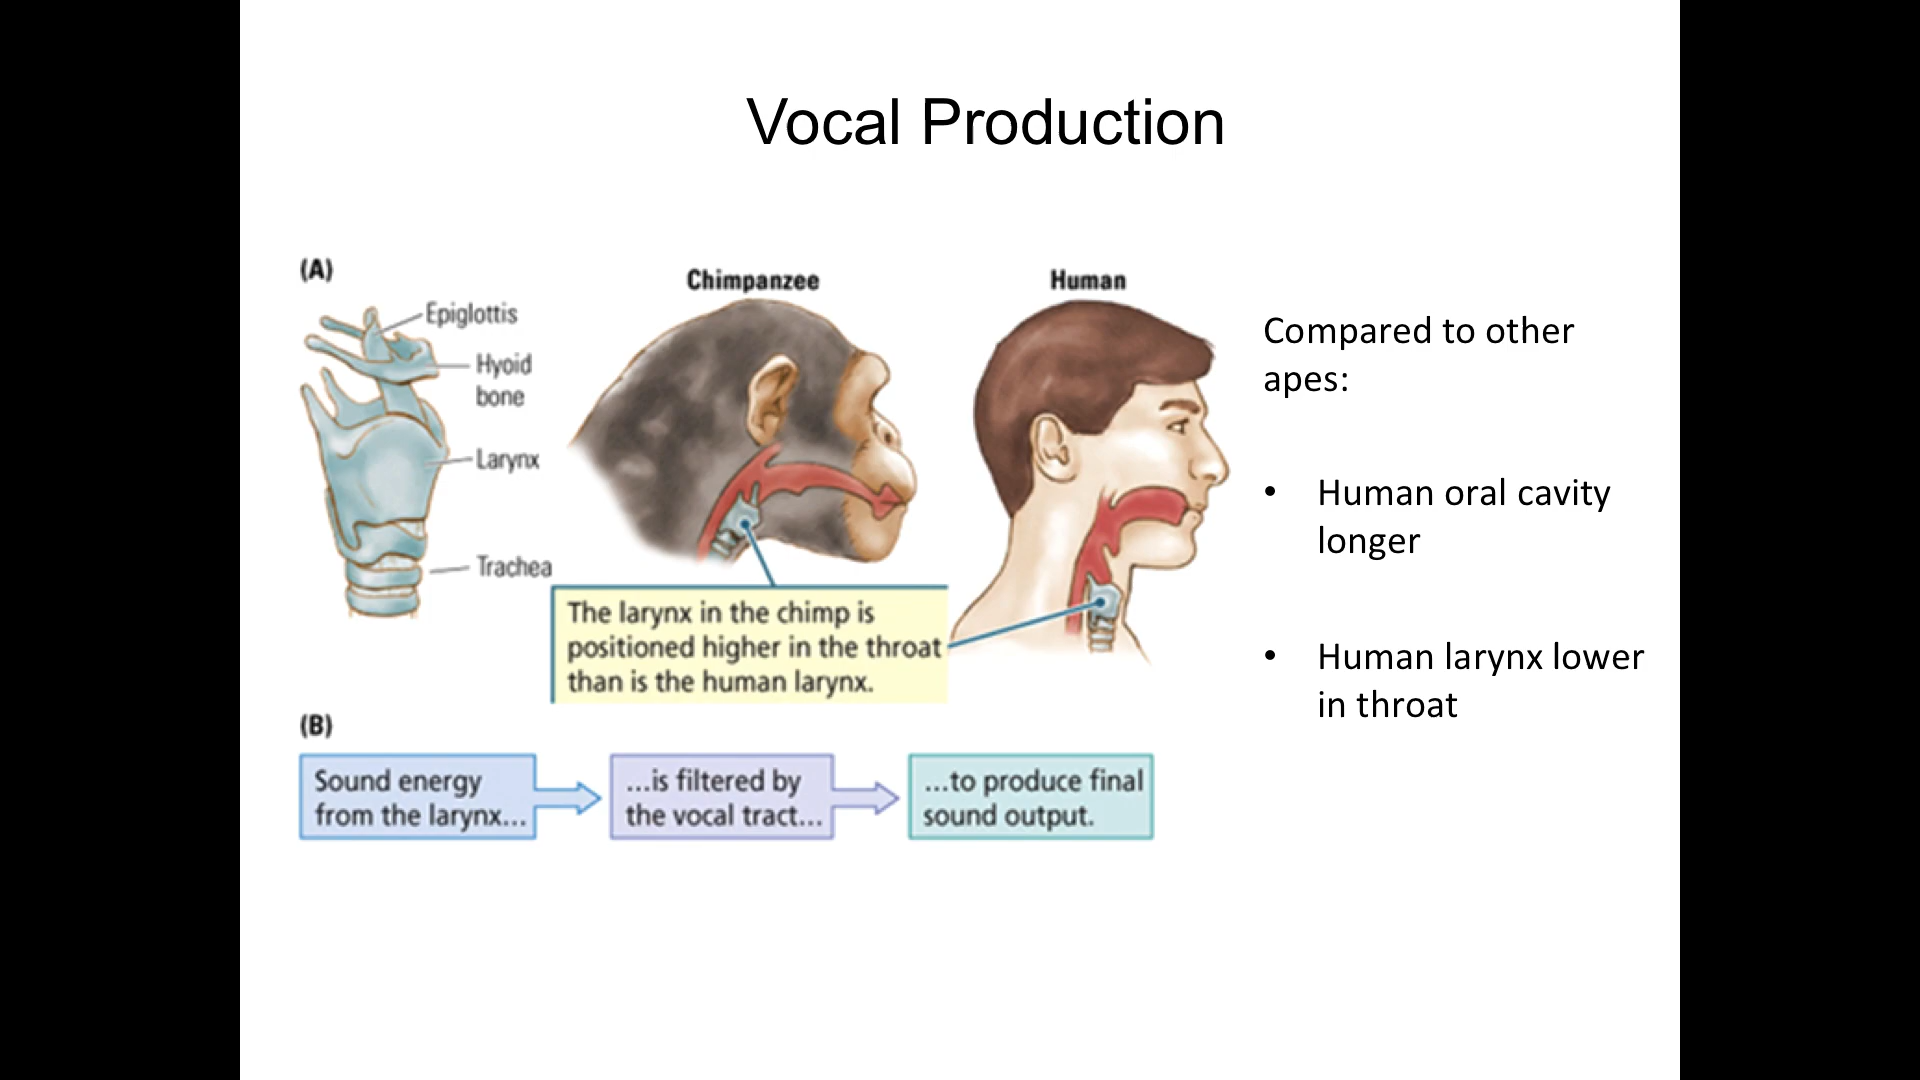 Vocal Production
(A)
Epiglottis
Hyoid
bone
Larynx
Trachea
Chimpanzee
Human
The larynx in the chimp is
positioned higher in the throat
than is the human larynx.
(B)
Sound energy
from the larynx...
...is filtered by
the vocal tract...
...to produce final
sound output.
Compared to other
apes:
• Human oral cavity
longer
• Human larynx lower
in throat